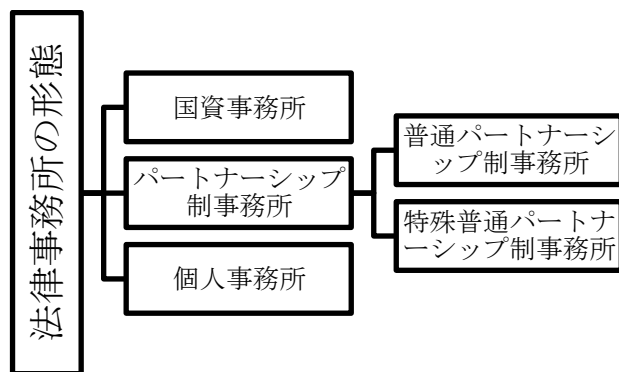 法律事務所の形態
国資事務所
パートナーシップ
制事務所
個人事務所
普通パートナーシ
ップ制事務所
特殊普通パートナ
ーシップ制事務所